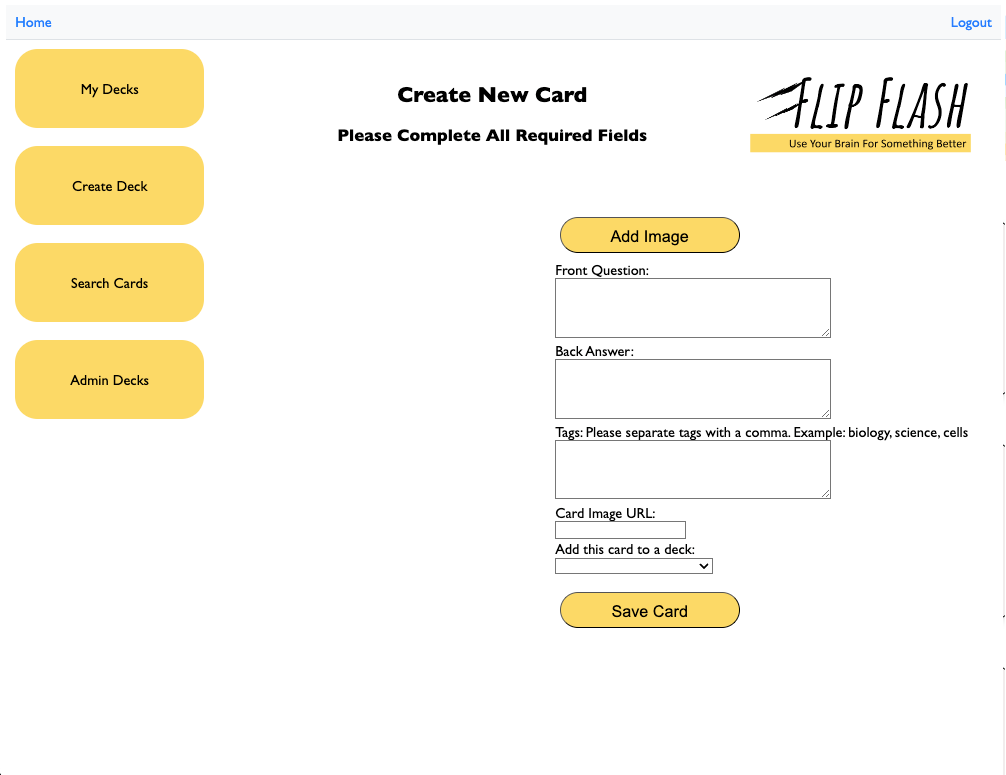 Home
Logout
My Decks
Create Deck
Search Cards
Admin Decks
Create New Card
Please Complete All Required Fields
FLIP FLASH
Use Your Brain For Something Better
Add Image
Front Question:
Back Answer:
Tags: Please separate tags with a comma. Example: biology, science, cells
Card Image URL:
Add this card to a deck:
Save Card